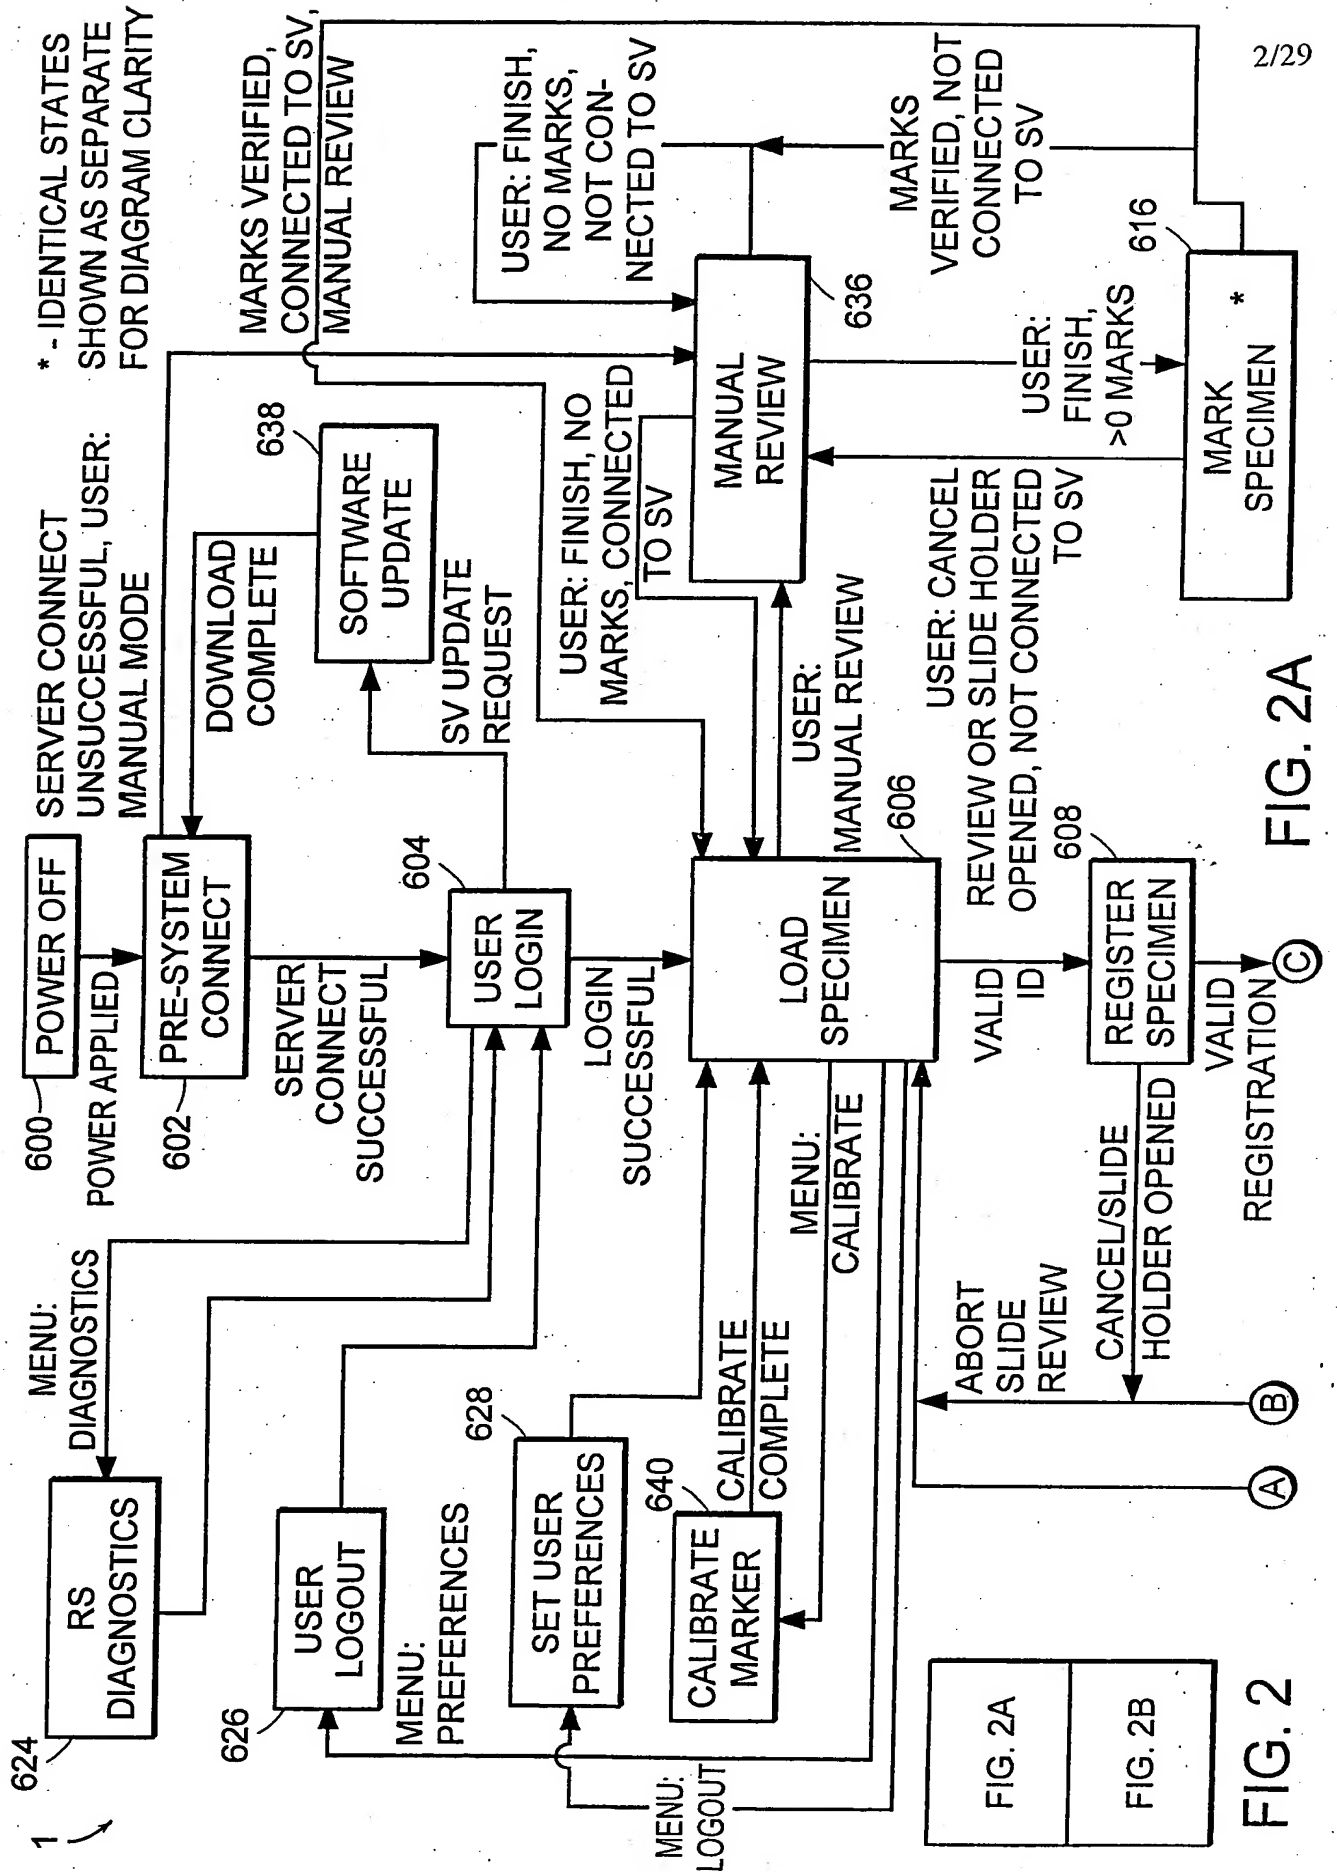 2/29
1
* - IDENTICAL STATES
SHOWN AS SEPARATE
FOR DIAGRAM CLARITY
600
POWER OFF
POWER APPLIED
SERVER CONNECT
UNSUCCESSFUL, USER:
MANUAL MODE
602
PRE-SYSTEM
CONNECT
DOWNLOAD
COMPLETE
638
SOFTWARE
UPDATE
SV UPDATE
REQUEST
MARKS VERIFIED,
CONNECTED TO SV,
MANUAL REVIEW
624
RS
DIAGNOSTICS
MENU:
DIAGNOSTICS
SERVER
CONNECT
SUCCESSFUL
604
USER
LOGIN
626
USER
LOGOUT
MENU:
PREFERENCES
LOGIN
SUCCESSFUL
USER: FINISH, NO
MARKS, CONNECTED
TO SV
USER: FINISH,
NO MARKS,
NOT CON-
NECTED TO SV
628
SET USER
PREFERENCES
640
CALIBRATE
MARKER
CALIBRATE
COMPLETE
MENU:
CALIBRATE
MENU:
LOGOUT
LOAD
SPECIMEN
606
USER:
MANUAL REVIEW
MANUAL
REVIEW
636
MARKS
VERIFIED, NOT
CONNECTED
TO SV
USER:
FINISH,
>0 MARKS
USER: CANCEL
REVIEW OR SLIDE HOLDER
OPENED, NOT CONNECTED
TO SV
616
MARK *
SPECIMEN
ABORT
SLIDE
REVIEW
CANCEL/SLIDE
HOLDER OPENED
VALID
ID
608
REGISTER
SPECIMEN
VALID
REGISTRATION
A
B
C
FIG. 2A
FIG. 2B
FIG. 2
FIG. 2A